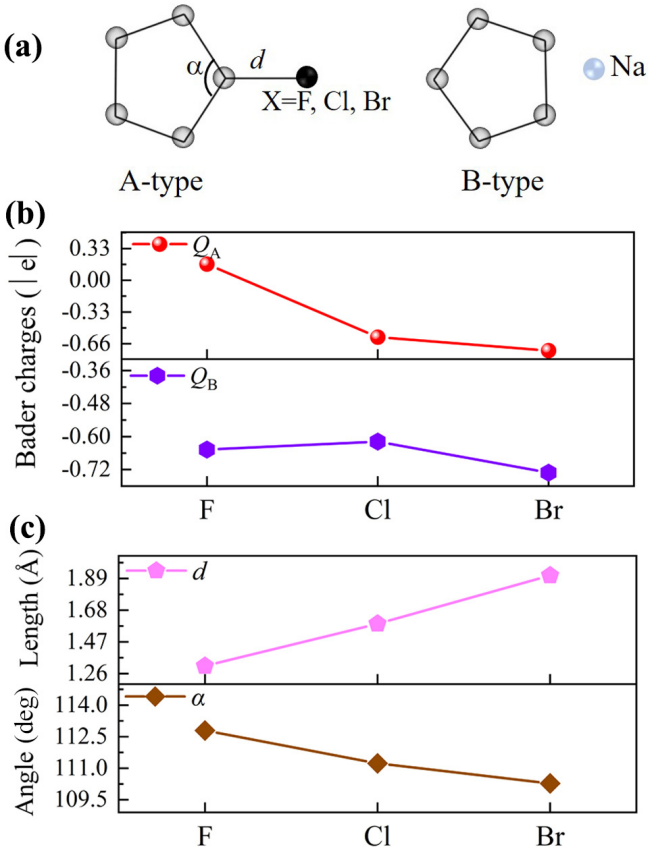 (a)
α
d
X=F, Cl, Br
Na
A-type
B-type
(b)
Bader charges (|e|)
0.33
0.00
-0.33
-0.66
Q_A
-0.36
-0.48
-0.60
-0.72
Q_B
F
Cl
Br
(c)
Length (Å)
1.89
1.68
1.47
1.26
d
Angle (deg)
114.0
112.5
111.0
109.5
α
F
Cl
Br